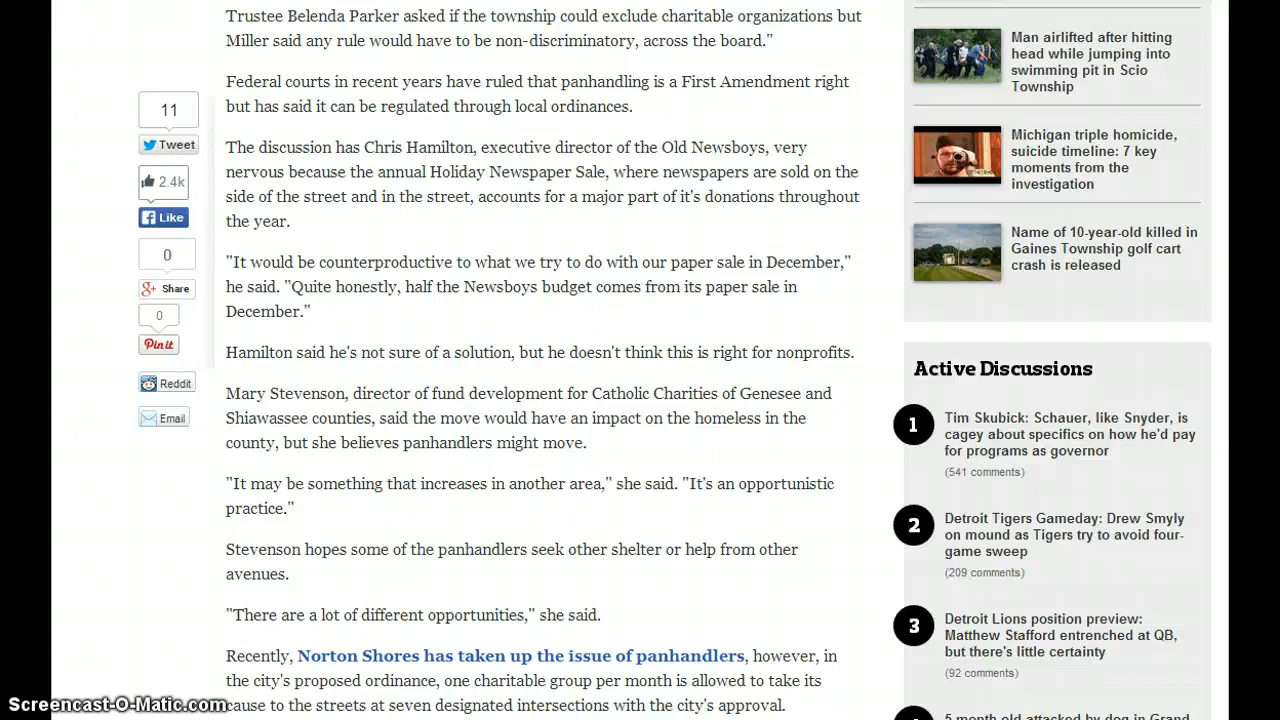 Trustee Belenda Parker asked if the township could exclude charitable organizations but
Miller said any rule would have to be non-discriminatory, across the board."
Federal courts in recent years have ruled that panhandling is a First Amendment right
but has said it can be regulated through local ordinances.
The discussion has Chris Hamilton, executive director of the Old Newsboys, very
nervous because the annual Holiday Newspaper Sale, where newspapers are sold on the
side of the street and in the street, accounts for a major part of it's donations throughout
the year.
"It would be counterproductive to what we try to do with our paper sale in December,"
he said. "Quite honestly, half the Newsboys budget comes from its paper sale in
December."
Hamilton said he's not sure of a solution, but he doesn't think this is right for nonprofits.
Mary Stevenson, director of fund development for Catholic Charities of Genesee and
Shiawassee counties, said the move would have an impact on the homeless in the
county, but she believes panhandlers might move.
"It may be something that increases in another area," she said. "It's an opportunistic
practice."
Stevenson hopes some of the panhandlers seek other shelter or help from other
avenues.
"There are a lot of different opportunities," she said.
Recently, Norton Shores has taken up the issue of panhandlers, however, in
the city's proposed ordinance, one charitable group per month is allowed to take its
cause to the streets at seven designated intersections with the city's approval.
11
Tweet
2.4k
Like
0
Share
0
Pin it
Reddit
Email
Man airlifted after hitting
head while jumping into
swimming pit in Scio
Township
Michigan triple homicide,
suicide timeline: 7 key
moments from the
investigation
Name of 10-year-old killed in
Gaines Township golf cart
crash is released
Active Discussions
1
Tim Skubick: Schauer, like Snyder, is
cagey about specifics on how he'd pay
for programs as governor
(541 comments)
2
Detroit Tigers Gameday: Drew Smyly
on mound as Tigers try to avoid four-
game sweep
(209 comments)
3
Detroit Lions position preview:
Matthew Stafford entrenched at QB,
but there's little certainty
(92 comments)
5 month old attacked by dog in Grand
Screencast-O-Matic.com